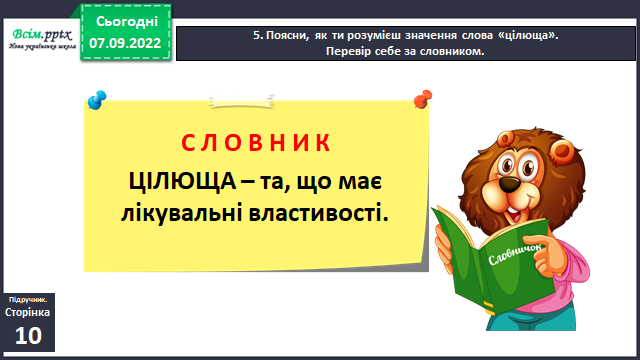 Всім.pptx
Нова українська школа
Сьогодні
07.09.2022
5. Поясни, як ти розумієш значення слова «цілюща».
Перевір себе за словником.
СЛОВНИК
ЦІЛЮЩА – та, що має
лікувальні властивості.
Словничок
Підручник.
Сторінка
10